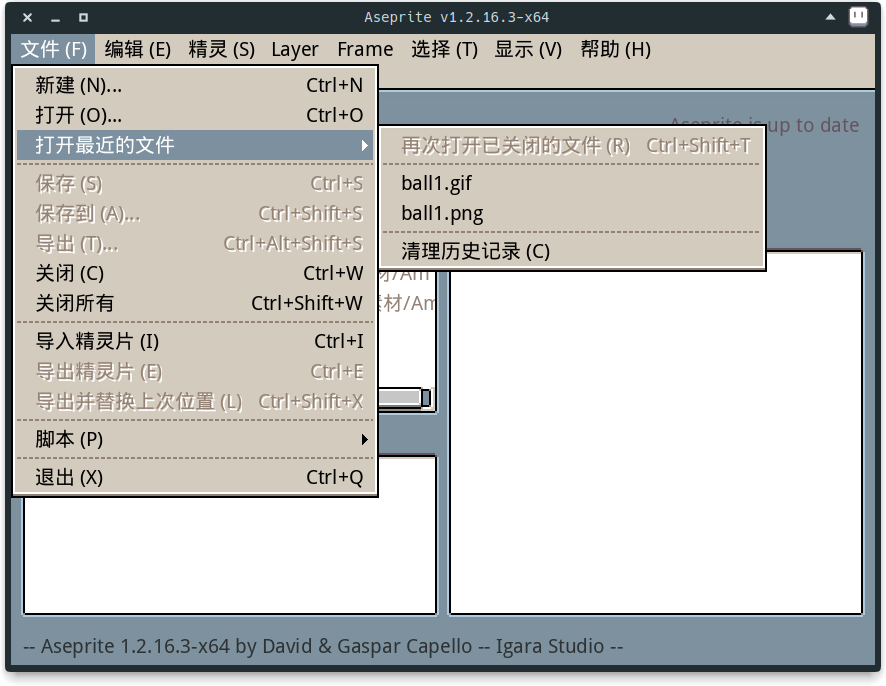 Aseprite v1.2.16.3-x64
文件 (F) 编辑 (E) 精灵 (S) Layer Frame 选择 (T) 显示 (V) 帮助 (H)
Aseprite is up to date
新建 (N)... Ctrl+N
打开 (O)... Ctrl+O
打开最近的文件
再次打开已关闭的文件 (R) Ctrl+Shift+T
ball1.gif
ball1.png
清理历史记录 (C)
保存 (S) Ctrl+S
保存到 (A)... Ctrl+Shift+S
导出 (T)... Ctrl+Alt+Shift+S
关闭 (C) Ctrl+W
关闭所有 Ctrl+Shift+W
材/Am
材/Am
导入精灵片 (I) Ctrl+I
导出精灵片 (E) Ctrl+E
导出并替换上次位置 (L) Ctrl+Shift+X
脚本 (P)
退出 (X) Ctrl+Q
-- Aseprite 1.2.16.3-x64 by David & Gaspar Capello -- Igara Studio --